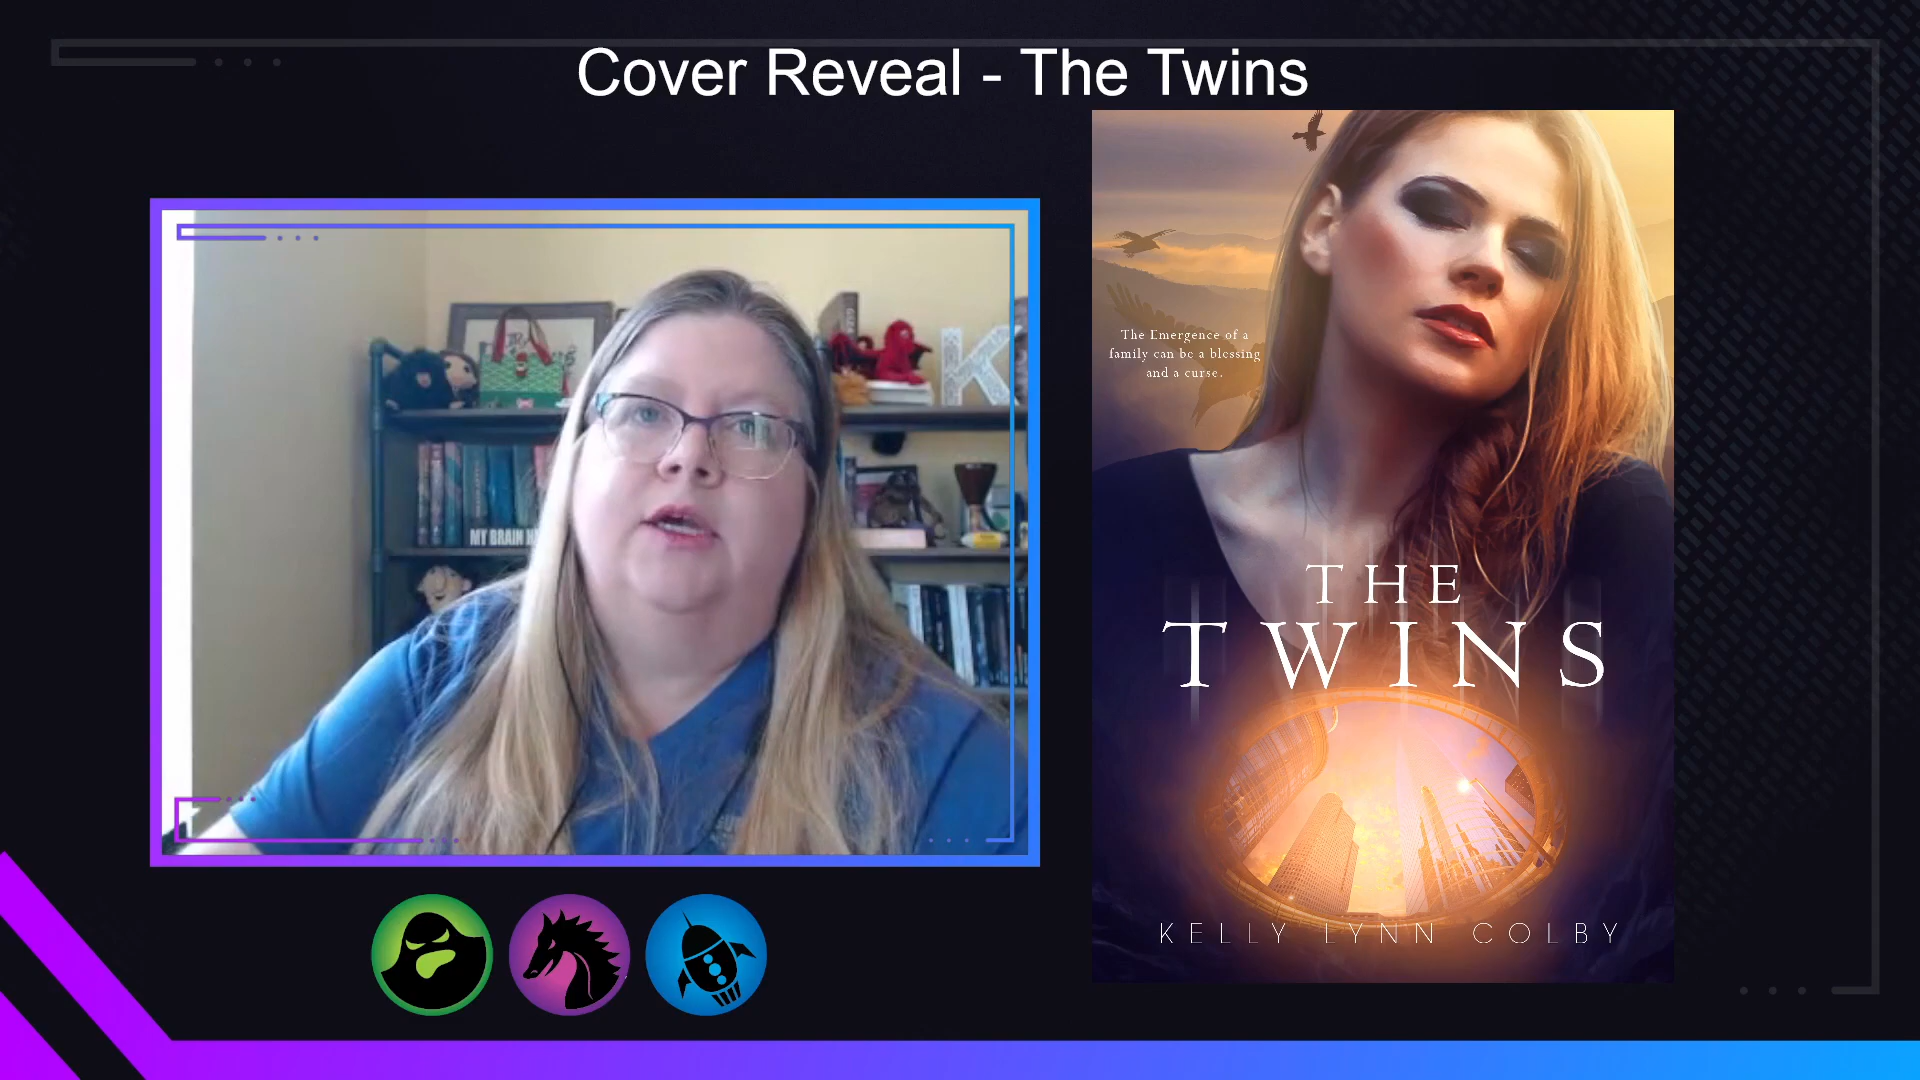 Cover Reveal - The Twins
The Emergence of a
family can be a blessing
and a curse.
K
MY BRAIN
THE
TWINS
KELLY LYNN COLBY